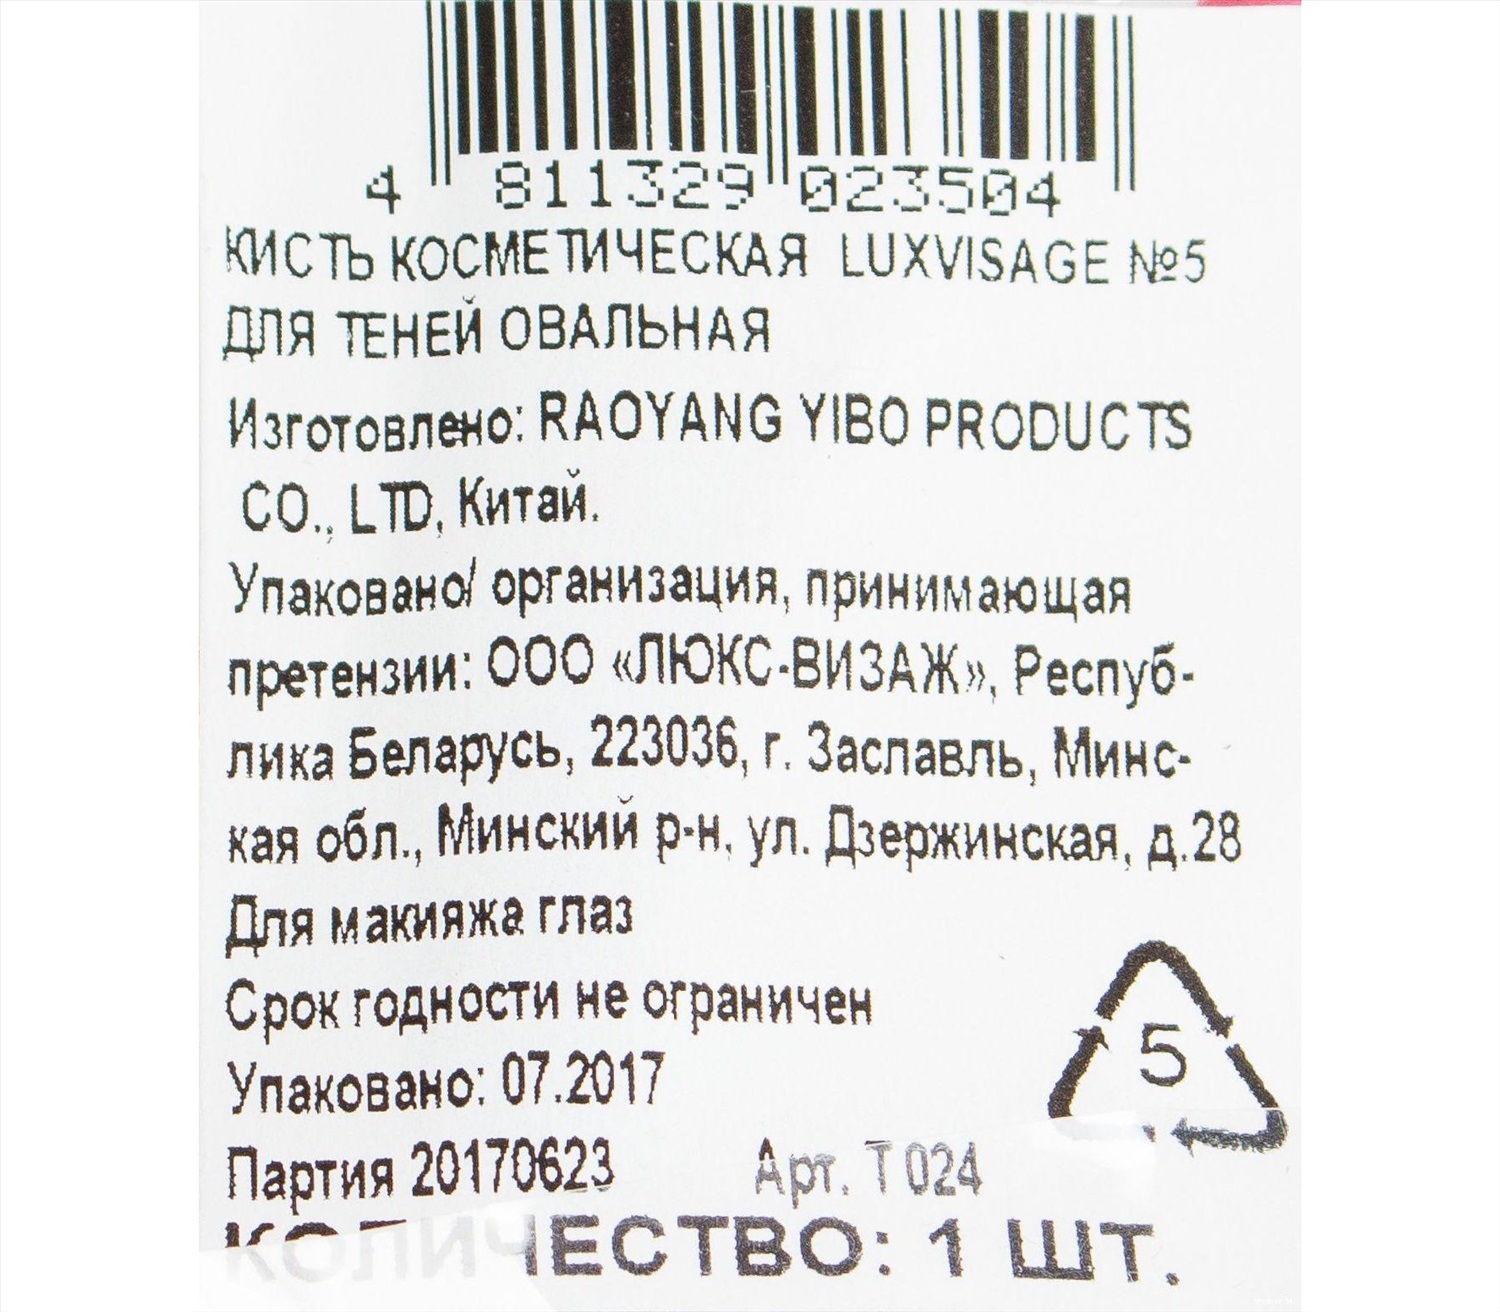 4 811329 023504
КИСТЬ КОСМЕТИЧЕСКАЯ LUXVISAGE №5
ДЛЯ ТЕНЕЙ ОВАЛЬНАЯ
Изготовлено: RAOYANG YIBO PRODUCTS
CO., LTD, Китай.
Упаковано/ организация, принимающая
претензии: ООО «ЛЮКС-ВИЗАЖ», Респуб-
лика Беларусь, 223036, г. Заславль, Минс-
кая обл., Минский р-н, ул. Дзержинская, д.28
Для макияжа глаз
Срок годности не ограничен
5
Упаковано: 07.2017
Партия 20170623 Арт. Т 024
КОЛИЧЕСТВО: 1 ШТ.